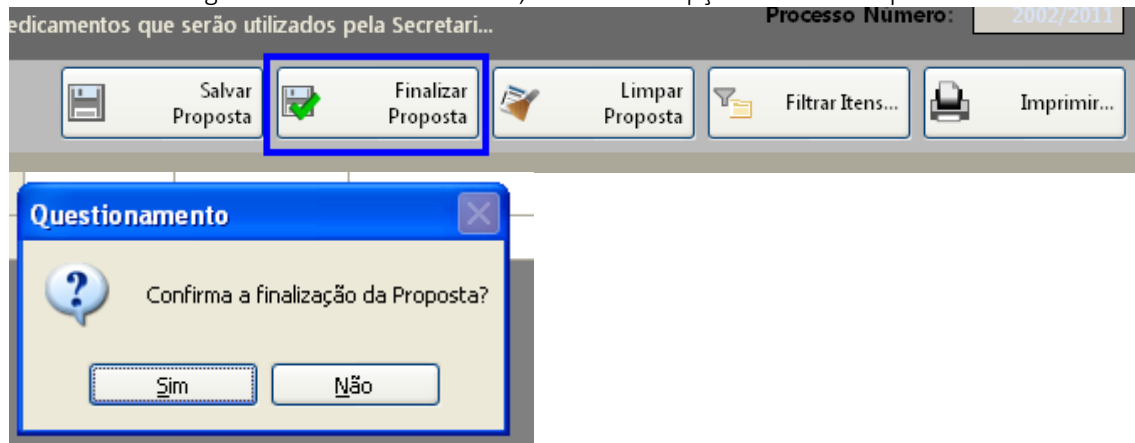 edicamentos que serão utilizados pela Secretari...
Processo Número: 2002/2011
Salvar
Proposta
Finalizar
Proposta
Limpar
Proposta
Filtrar Itens...
Imprimir...
Questionamento
Confirma a finalização da Proposta?
Sim
Não